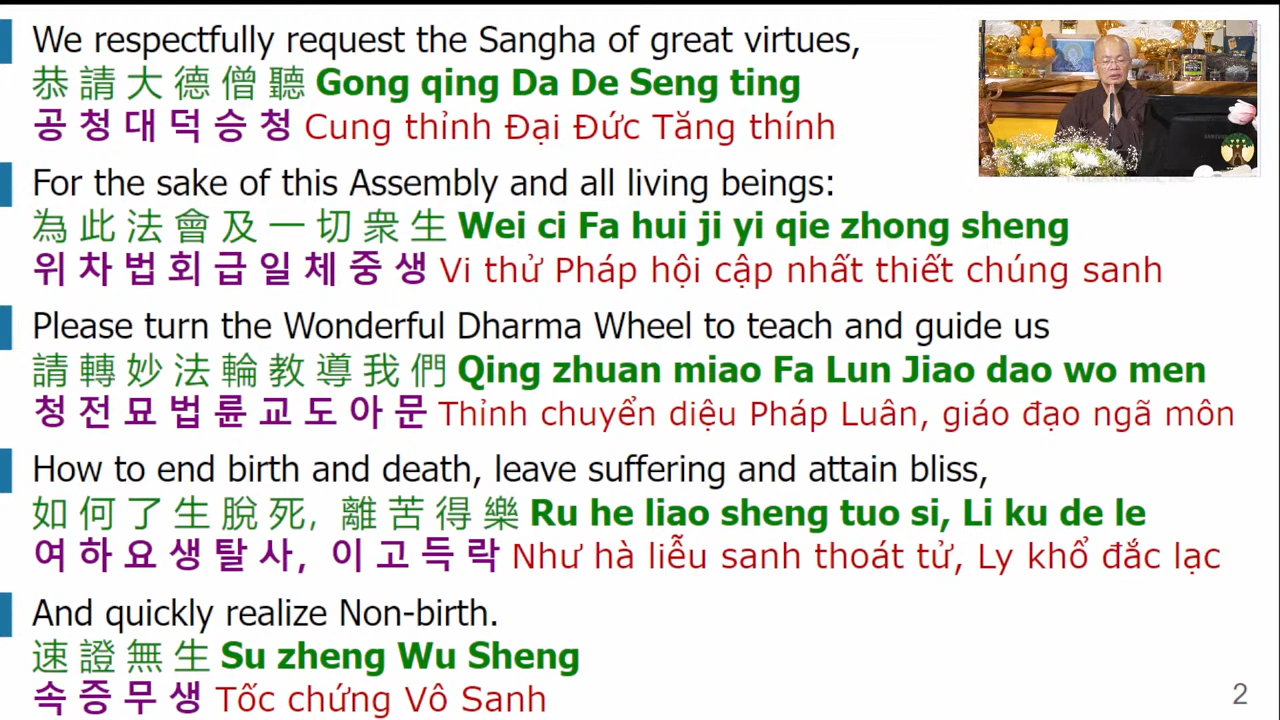 We respectfully request the Sangha of great virtues,
恭請大德僧聽 Gong qing Da De Seng ting
공청대덕승청 Cung thỉnh Đại Đức Tăng thính
For the sake of this Assembly and all living beings:
為此法會及一切衆生 Wei ci Fa hui ji yi qie zhong sheng
위차법회급일체중생 Vi thử Pháp hội cập nhất thiết chúng sanh
Please turn the Wonderful Dharma Wheel to teach and guide us
請轉妙法輪教導我們 Qing zhuan miao Fa Lun Jiao dao wo men
청전묘법륜교도아문 Thỉnh chuyển diệu Pháp Luân, giáo đạo ngã môn
How to end birth and death, leave suffering and attain bliss,
如何了生脫死, 離苦得樂 Ru he liao sheng tuo si, Li ku de le
여하요생탈사, 이고득락 Như hà liễu sanh thoát tử, Ly khổ đắc lạc
And quickly realize Non-birth.
速證無生 Su zheng Wu Sheng
속증무생 Tốc chứng Vô Sanh
2